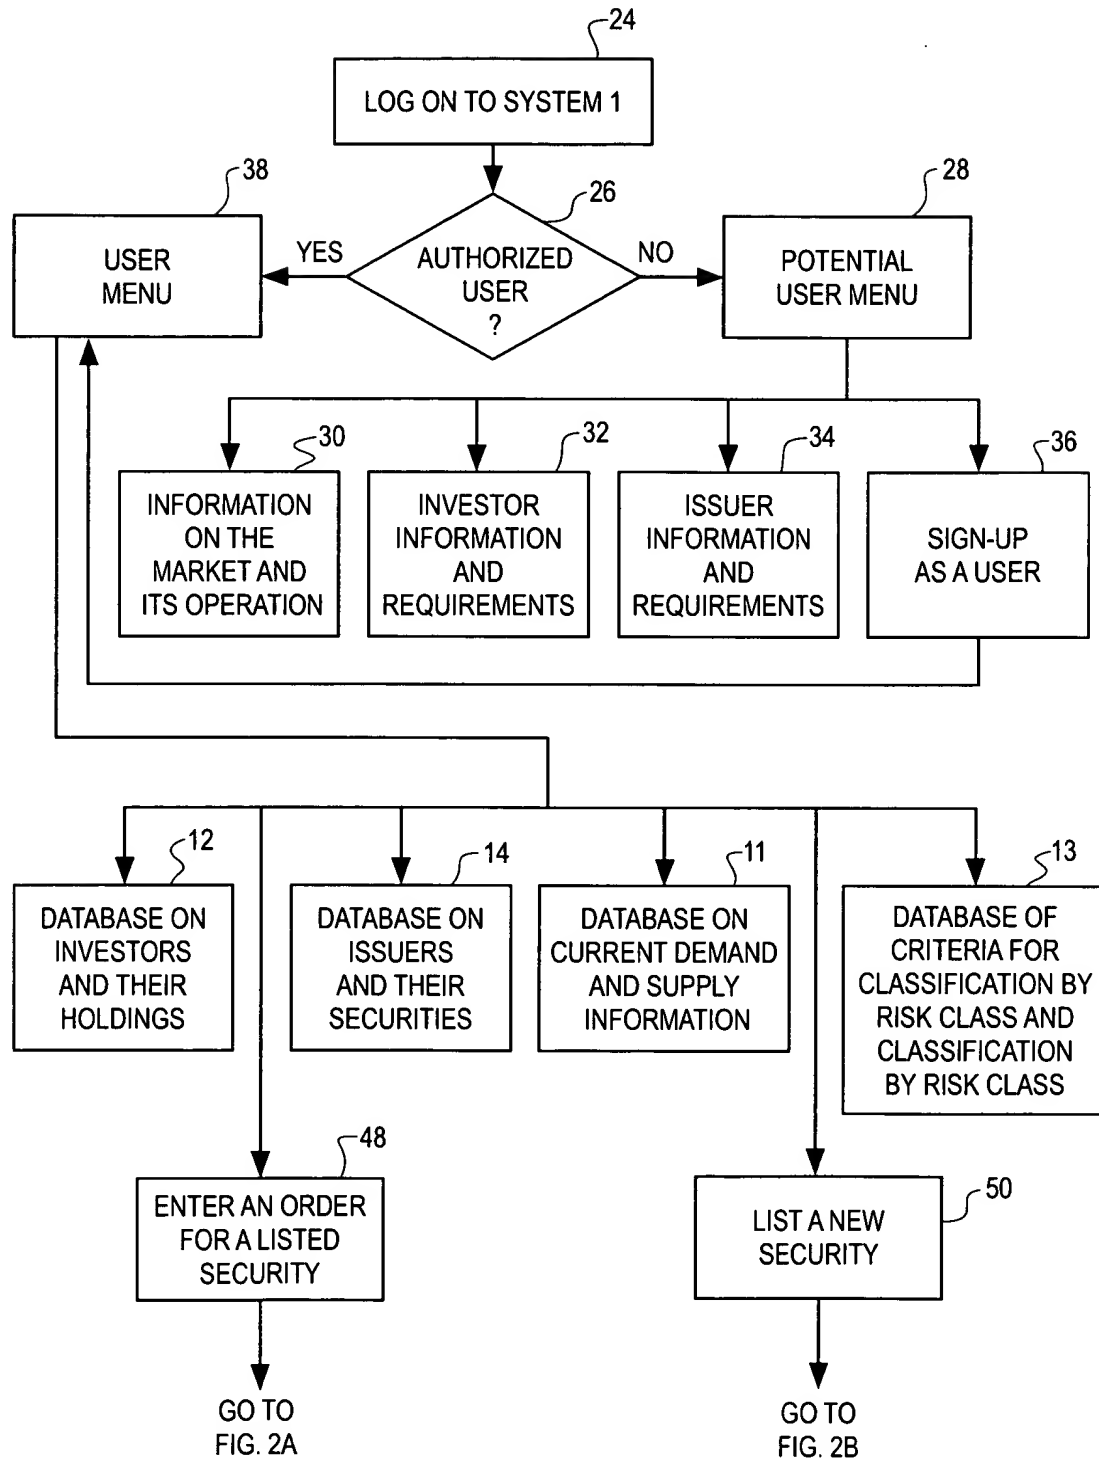 24
LOG ON TO SYSTEM 1
38
26
28
USER
MENU
YES
AUTHORIZED
USER
?
NO
POTENTIAL
USER MENU
30
32
34
36
INFORMATION
ON THE
MARKET AND
ITS OPERATION
INVESTOR
INFORMATION
AND
REQUIREMENTS
ISSUER
INFORMATION
AND
REQUIREMENTS
SIGN-UP
AS A USER
12
14
11
13
DATABASE ON
INVESTORS
AND THEIR
HOLDINGS
DATABASE ON
ISSUERS
AND THEIR
SECURITIES
DATABASE ON
CURRENT DEMAND
AND SUPPLY
INFORMATION
DATABASE OF
CRITERIA FOR
CLASSIFICATION BY
RISK CLASS AND
CLASSIFICATION
BY RISK CLASS
48
50
ENTER AN ORDER
FOR A LISTED
SECURITY
LIST A NEW
SECURITY
GO TO
FIG. 2A
GO TO
FIG. 2B